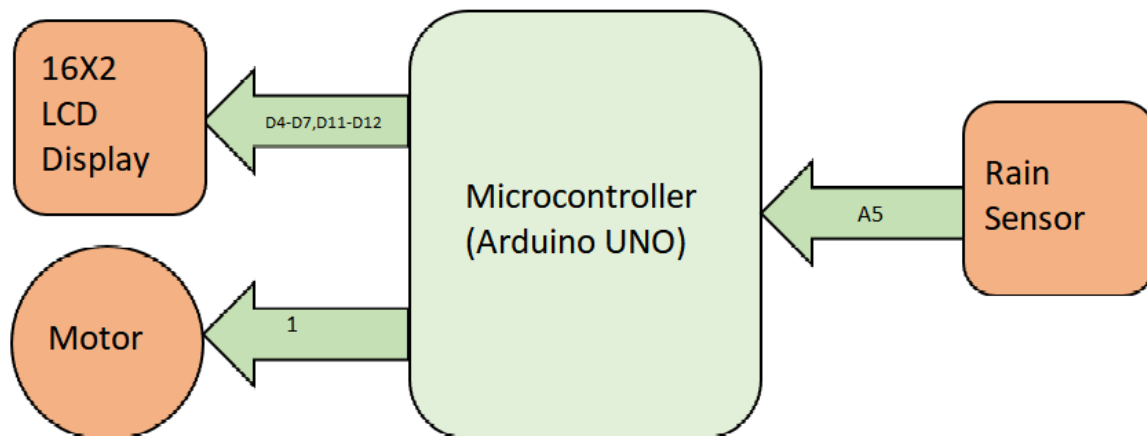 16X2
LCD
Display
D4-D7,D11-D12
Microcontroller
(Arduino UNO)
A5
Rain
Sensor
Motor
1